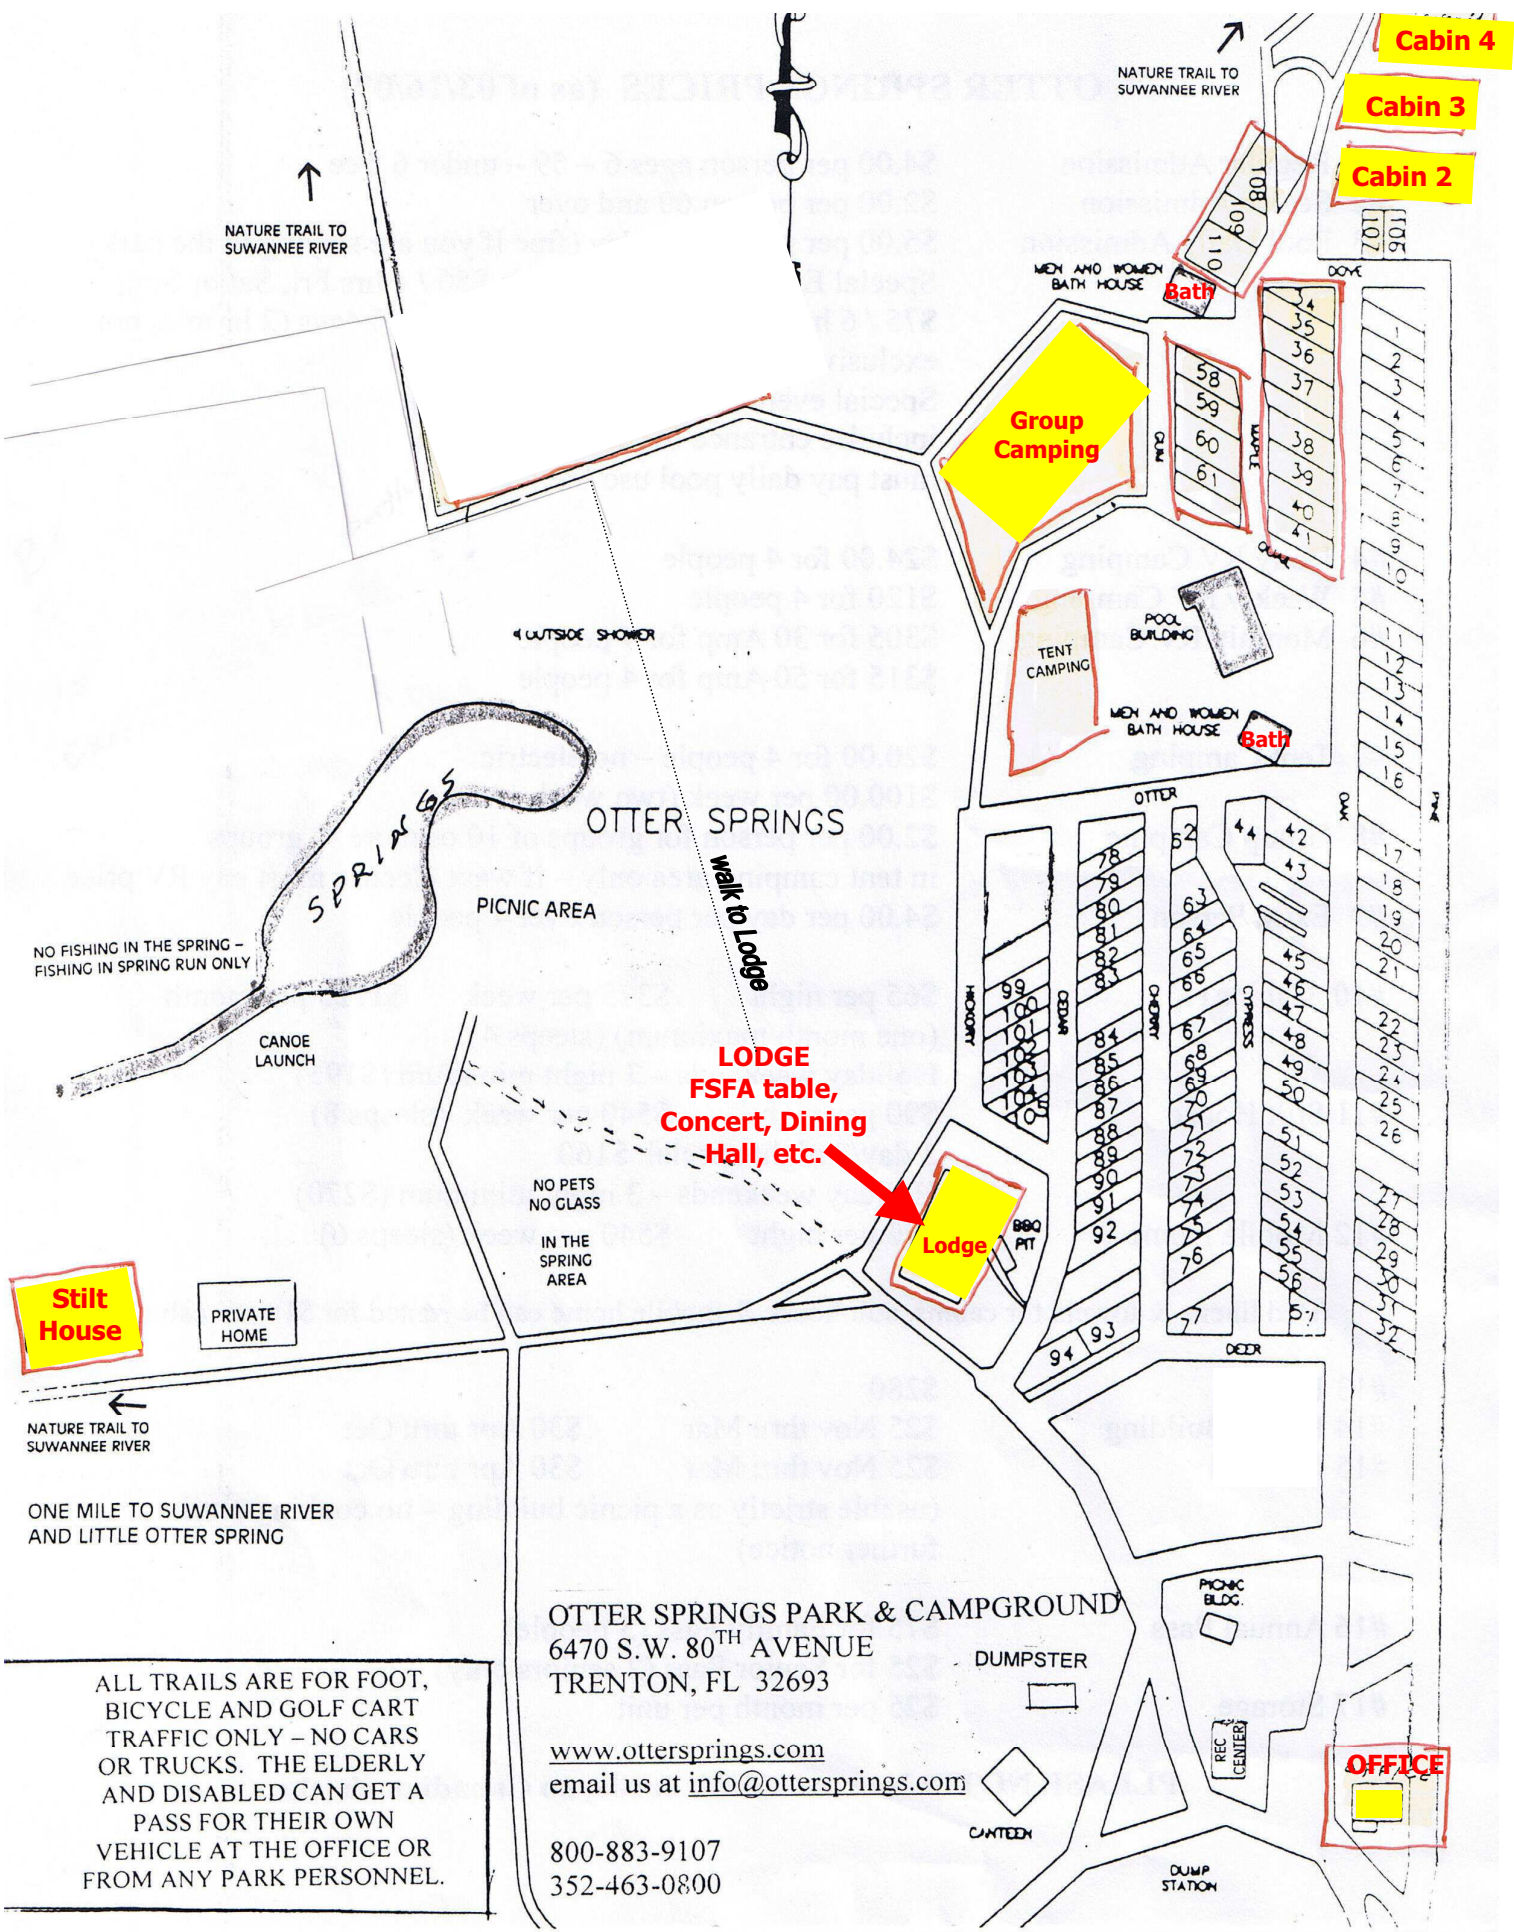 Cabin 4
NATURE TRAIL TO
SUWANNEE RIVER
Cabin 3
Cabin 2
108
109
110
106
107
NATURE TRAIL TO
SUWANNEE RIVER
MEN AND WOMEN
BATH HOUSE
Bath
DOVE
34
35
36
37
38
39
40
41
1
2
3
4
5
6
7
8
9
10
12
13
14
15
16
58
59
60
61
GUM
MAPLE
Group
Camping
POOL
BUILDING
TENT
CAMPING
OUTSIDE SHOWER
MEN AND WOMEN
BATH HOUSE
Bath
OTTER
OAK
PINE
SPRINGS
OTTER SPRINGS
walk to Lodge
PICNIC AREA
NO FISHING IN THE SPRING –
FISHING IN SPRING RUN ONLY
CANOE
LAUNCH
78
79
80
81
82
83
84
85
86
87
88
89
90
91
92
62
63
64
65
66
67
68
69
70
71
72
73
74
75
76
77
44
42
43
45
46
47
48
49
50
51
52
53
54
55
56
57
17
18
19
20
21
22
23
24
25
26
27
28
29
30
31
32
99
100
101
102
103
104
105
HICKORY
CEDAR
CHERRY
CYPRESS
LODGE
FSFA table,
Concert, Dining
Hall, etc.
Lodge
BBQ
PIT
NO PETS
NO GLASS
IN THE
SPRING
AREA
Stilt
House
PRIVATE
HOME
93
94
DEER
NATURE TRAIL TO
SUWANNEE RIVER
ONE MILE TO SUWANNEE RIVER
AND LITTLE OTTER SPRING
PICNIC
BLDG.
OTTER SPRINGS PARK & CAMPGROUND
6470 S.W. 80TH AVENUE
TRENTON, FL 32693
www.ottersprings.com
email us at info@ottersprings.com
800-883-9107
352-463-0800
DUMPSTER
REC
CENTER
OFFICE
CANTEEN
DUMP
STATION
ALL TRAILS ARE FOR FOOT,
BICYCLE AND GOLF CART
TRAFFIC ONLY – NO CARS
OR TRUCKS. THE ELDERLY
AND DISABLED CAN GET A
PASS FOR THEIR OWN
VEHICLE AT THE OFFICE OR
FROM ANY PARK PERSONNEL.